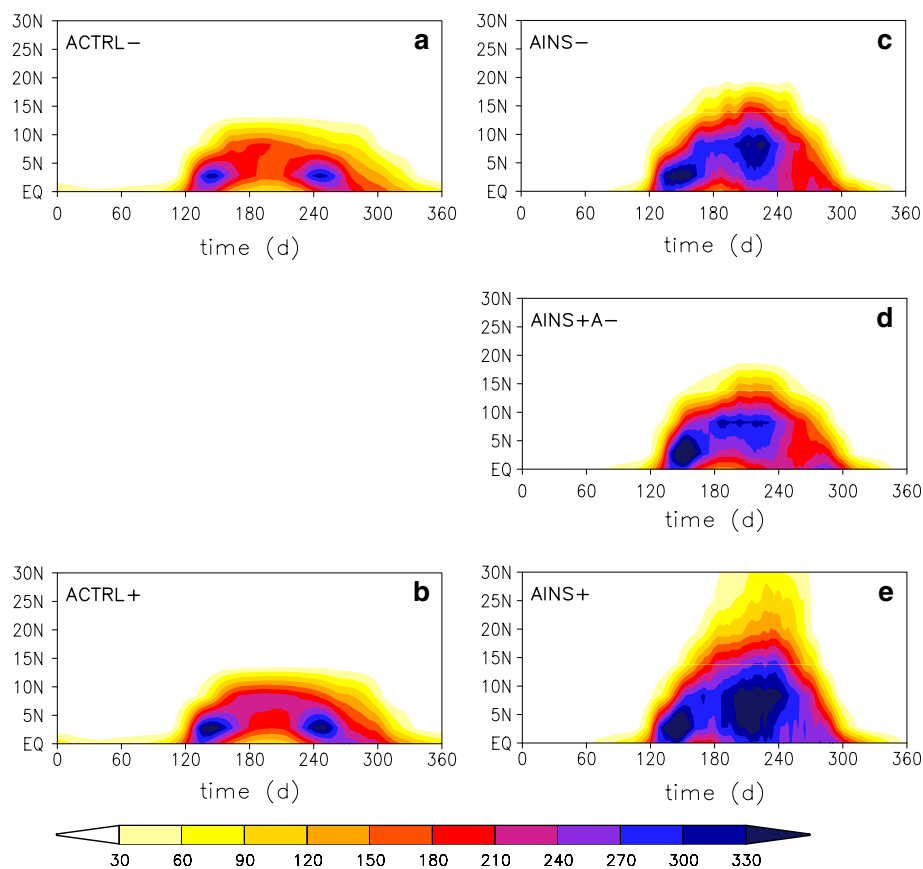 ACTRL− a
30N
25N
20N
15N
10N
5N
EQ
0 60 120 180 240 300 360
time (d)
AINS− c
30N
25N
20N
15N
10N
5N
EQ
0 60 120 180 240 300 360
time (d)
AINS+A− d
30N
25N
20N
15N
10N
5N
EQ
0 60 120 180 240 300 360
time (d)
ACTRL+ b
30N
25N
20N
15N
10N
5N
EQ
0 60 120 180 240 300 360
time (d)
AINS+ e
30N
25N
20N
15N
10N
5N
EQ
0 60 120 180 240 300 360
time (d)
30 60 90 120 150 180 210 240 270 300 330